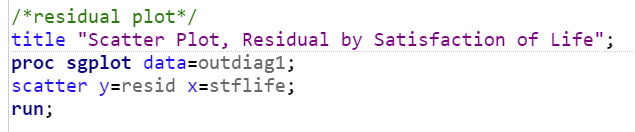 /*residual plot*/
title "Scatter Plot, Residual by Satisfaction of Life";
proc sgplot data=outdiag1;
scatter y=resid x=stflife;
run;